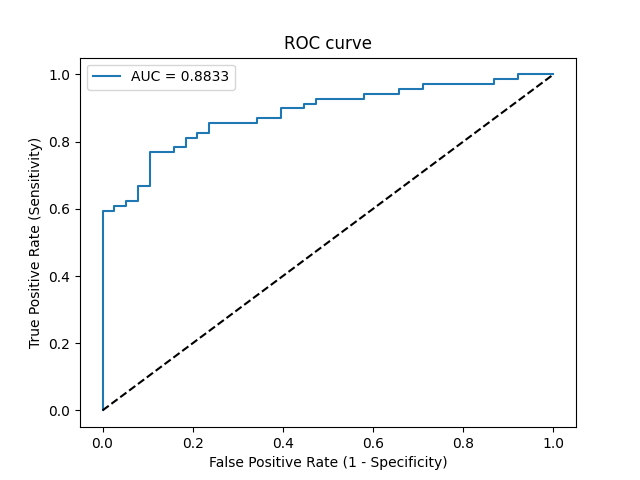 ROC curve
AUC = 0.8833
True Positive Rate (Sensitivity)
1.0
0.8
0.6
0.4
0.2
0.0
0.0 0.2 0.4 0.6 0.8 1.0
False Positive Rate (1 - Specificity)